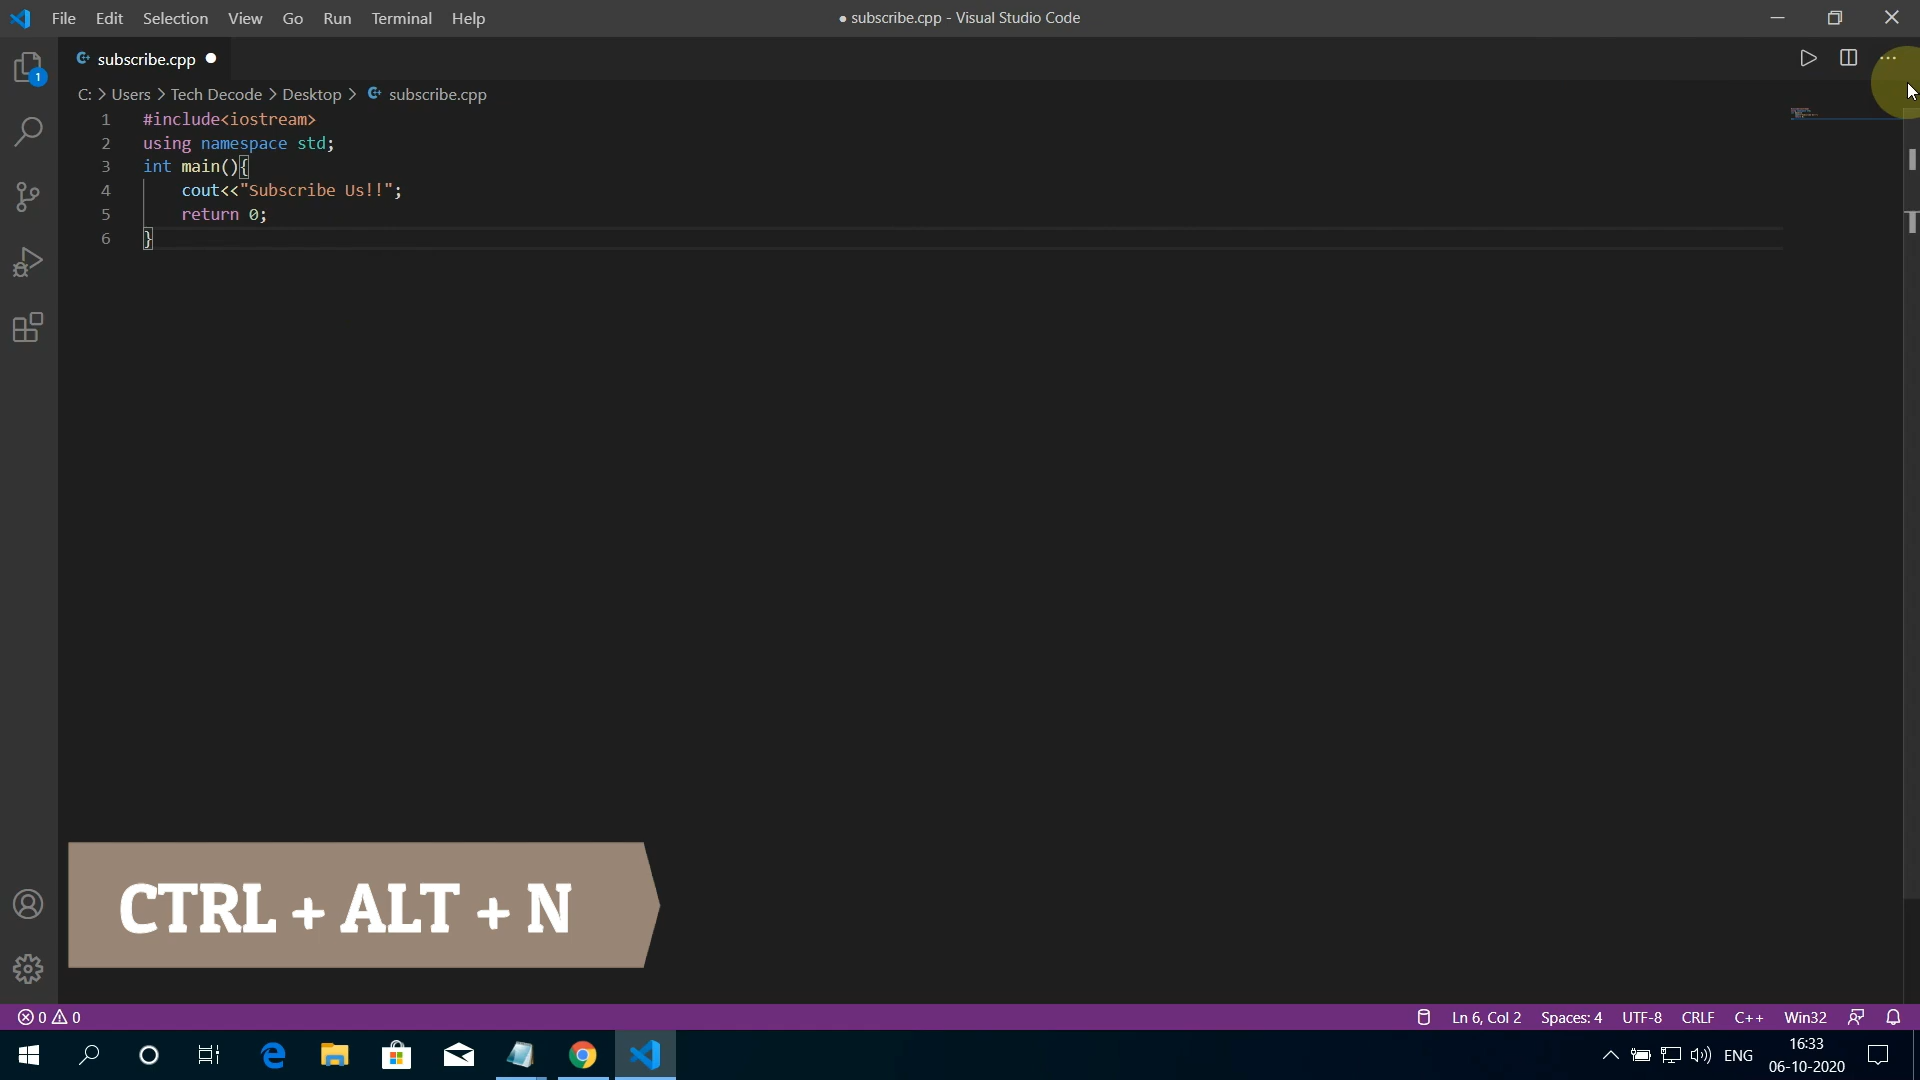 File Edit Selection View Go Run Terminal Help
● subscribe.cpp - Visual Studio Code
subscribe.cpp ●
1
C: > Users > Tech Decode > Desktop > subscribe.cpp
1 #include<iostream>
2 using namespace std;
3 int main(){
4 cout<<"Subscribe Us!!";
5 return 0;
6 }
CTRL + ALT + N
0 0
Ln 6, Col 2 Spaces: 4 UTF-8 CRLF C++ Win32
ENG
16:33
06-10-2020